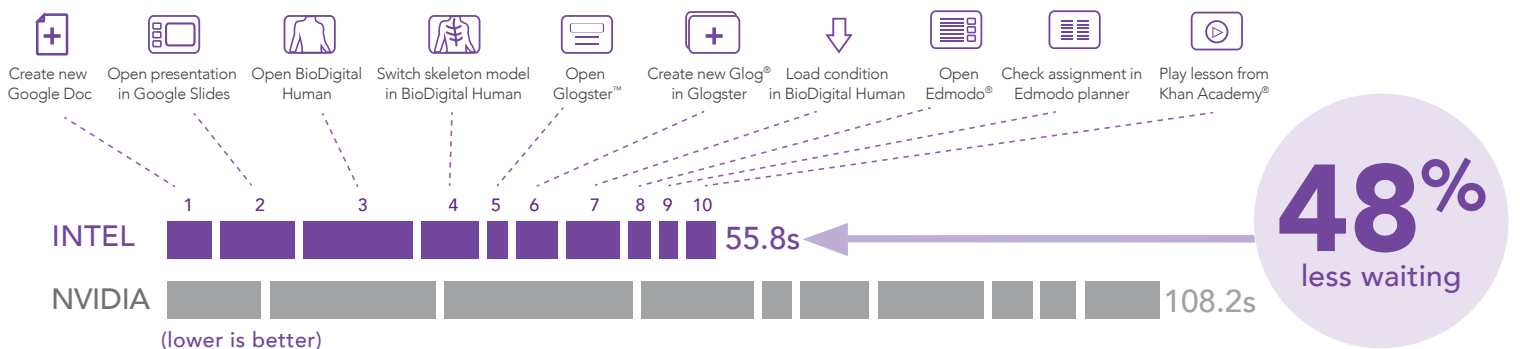 Create new
Google Doc
Open presentation
in Google Slides
Open BioDigital
Human
Switch skeleton model
in BioDigital Human
Open
Glogster™
Create new Glog®
in Glogster
Load condition
in BioDigital Human
Open
Edmodo®
Check assignment in
Edmodo planner
Play lesson from
Khan Academy®
1 2 3 4 5 6 7 8 9 10
INTEL 55.8s
NVIDIA 108.2s
(lower is better)
48%
less waiting